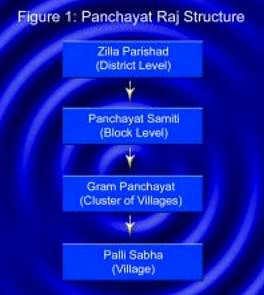 Figure 1: Panchayat Raj Structure
Zilla Parishad
(District Level)
Panchayat Samiti
(Block Level)
Gram Panchayat
(Cluster of Villages)
Palli Sabha
(Village)